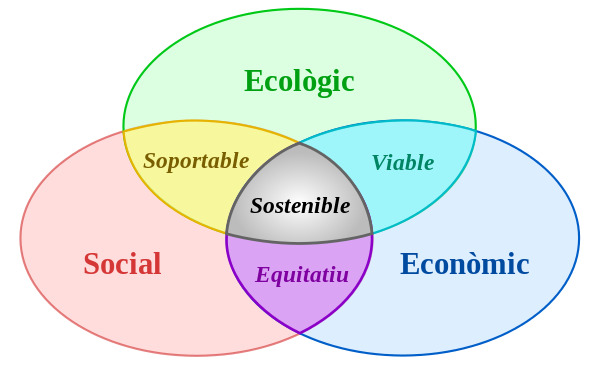 Ecològic
Soportable
Viable
Sostenible
Social
Equitatiu
Econòmic